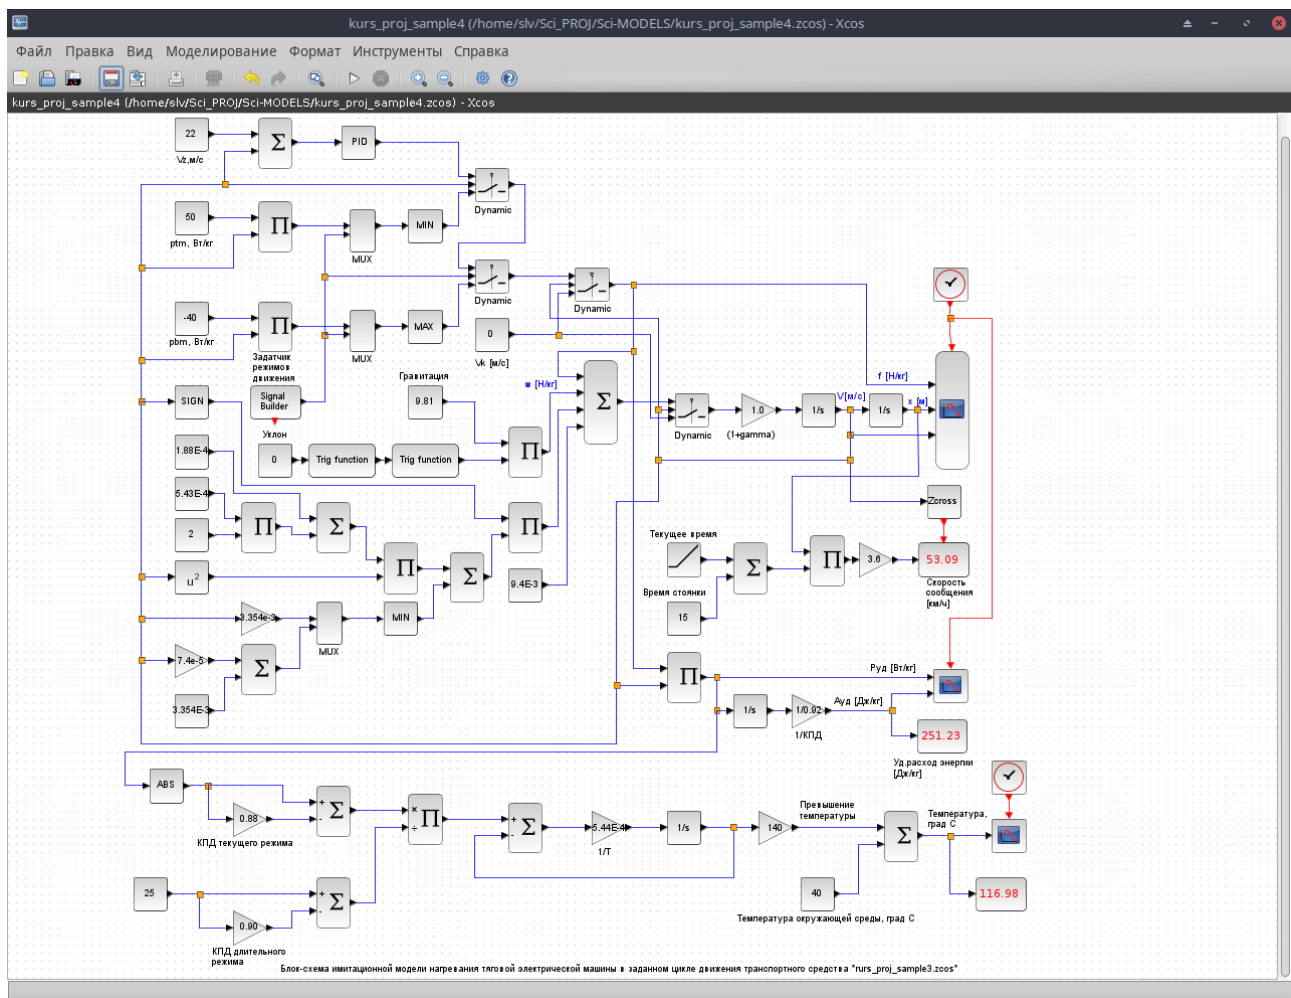 kurs_proj_sample4 (/home/slv/Sci_PROJ/Sci-MODELS/kurs_proj_sample4.zcos) - Xcos
Файл Правка Вид Моделирование Формат Инструменты Справка
kurs_proj_sample4 (/home/slv/Sci_PROJ/Sci-MODELS/kurs_proj_sample4.zcos) - Xcos
22
Σ
PID
Vz,м/с
Dynamic
50
Π
MUX
MIN
ptm, Вт/кг
Dynamic
Dynamic
-40
Π
MUX
MAX
0
pbm, Вт/кг
Vk [м/с]
Задатчик
режимов
движения
Гравитация
w [Н/кг]
f [Н/кг]
SIGN
Signal
Builder
9.81
Σ
Dynamic
1.0
(1+gamma)
1/s
V[м/с]
1/s
x [м]
Уклон
1.88E-4
0
Trig function
Trig function
Π
5.43E-4
Zcross
2
Π
Σ
Π
Текущее время
u²
Π
Σ
9.4E-3
Σ
Π
3.6
53.09
Скорость
сообщения
[км/ч]
Время стоянки
3.354e-3
MUX
MIN
15
7.4e-5
Σ
3.354E-3
Π
Pуд [Вт/кг]
1/s
1/0.92
1/КПД
Ауд [Дж/кг]
251.23
Уд.расход энергии
[Дж/кг]
ABS
0.88
КПД текущего режима
+
-
Σ
×
÷
Π
+
-
Σ
5.44E-4
1/T
1/s
140
Превышение
температуры
Σ
Температура,
град С
25
0.90
КПД длительного
режима
+
-
Σ
40
Температура окружающей среды, град С
116.98
Блок-схема имитационной модели нагревания тяговой электрической машины в заданном цикле движения транспортного средства "rurs_proj_sample3.zcos"